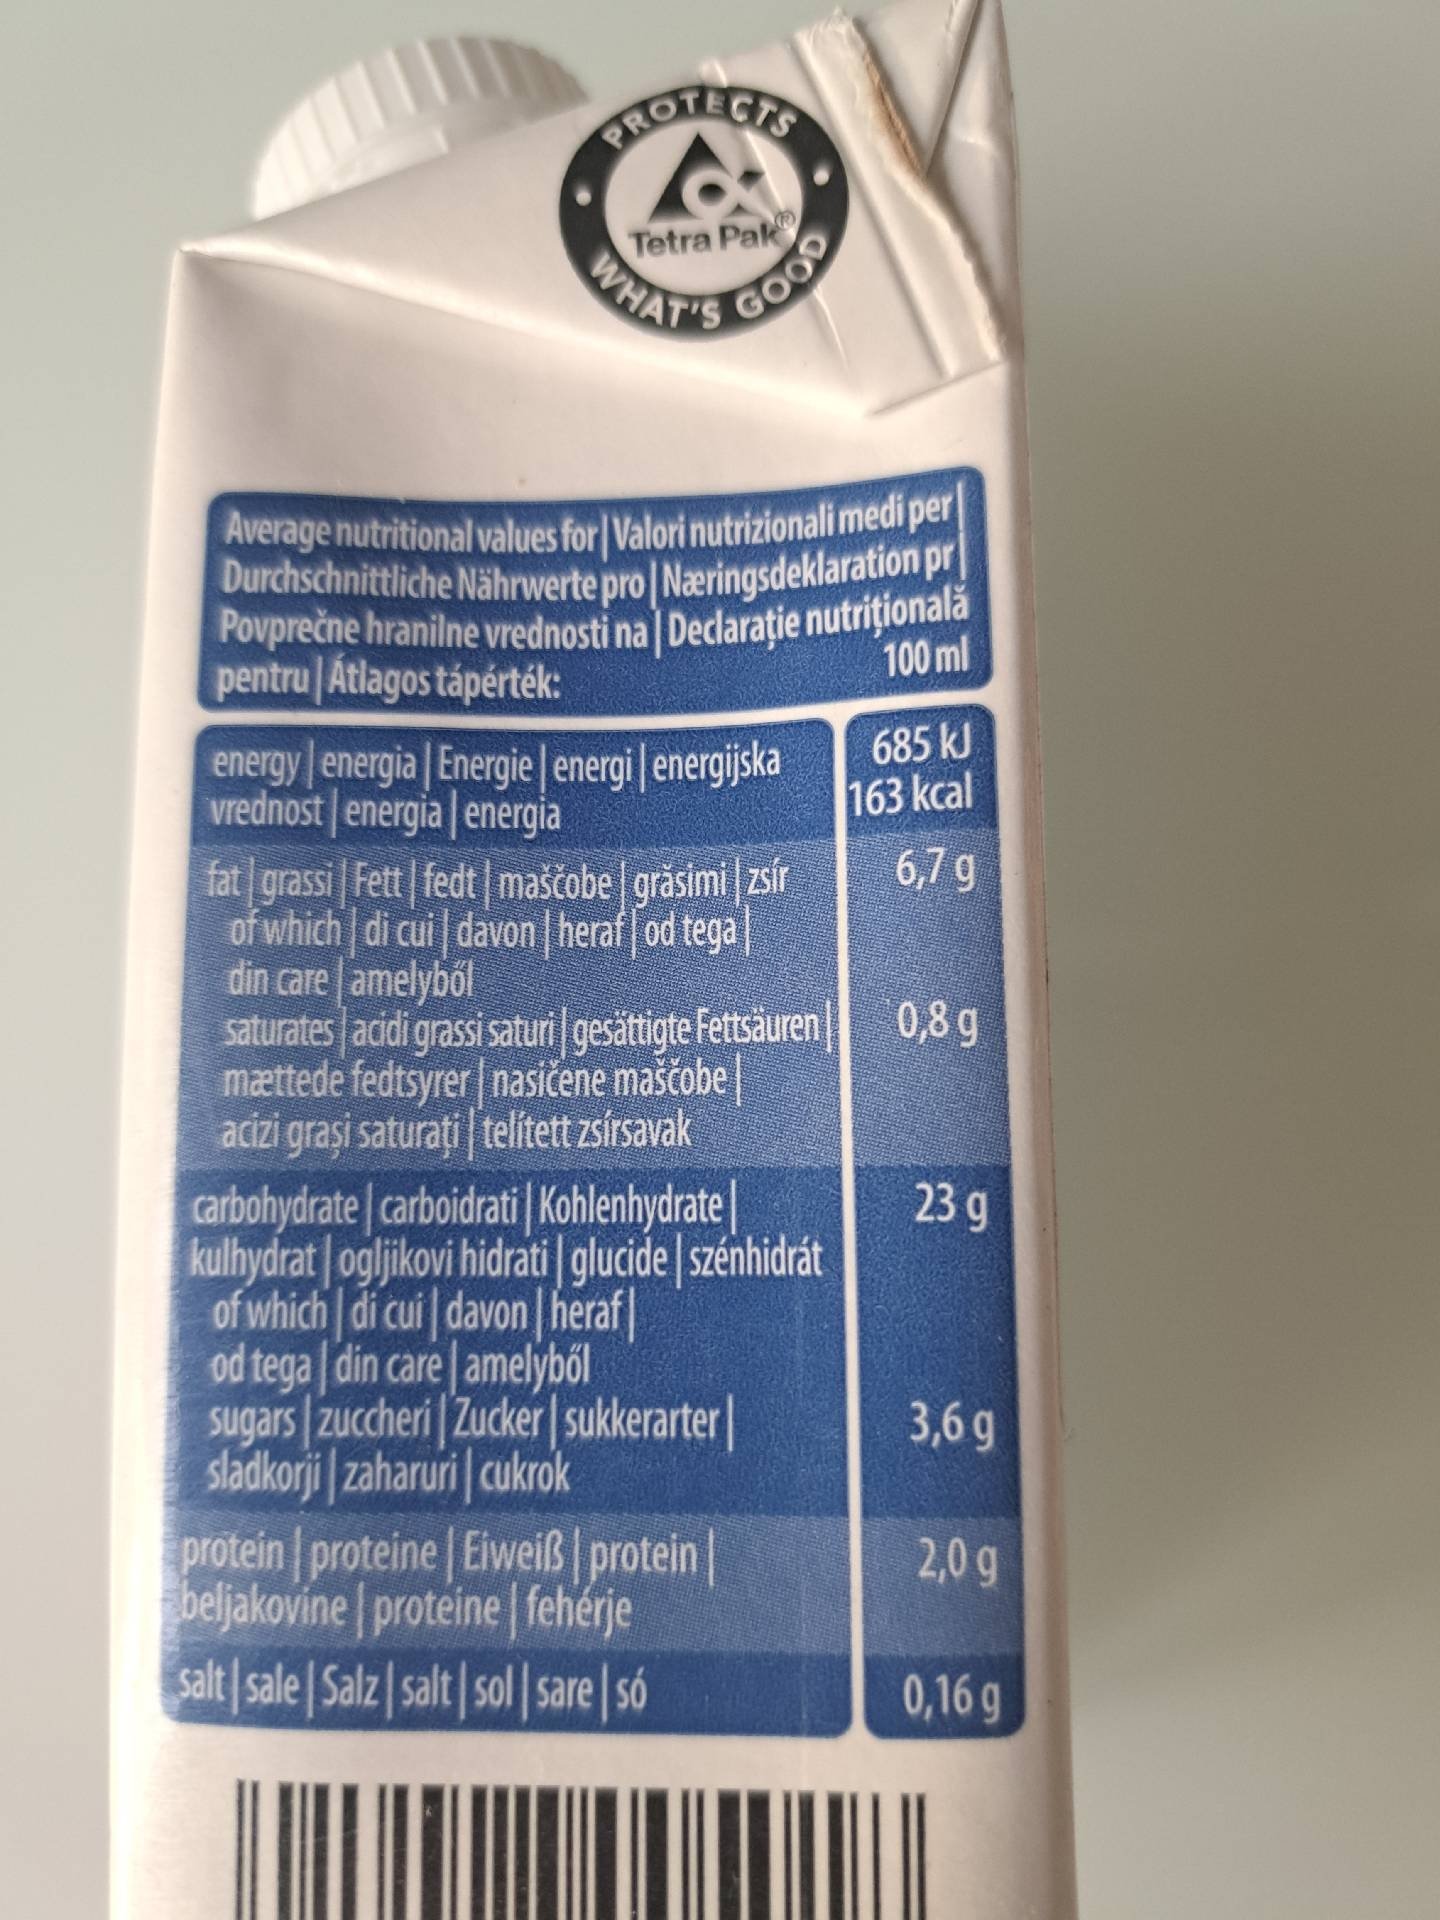 PROTECTS
Tetra Pak®
WHAT'S GOOD
Average nutritional values for | Valori nutrizionali medi per |
Durchschnittliche Nährwerte pro | Næringsdeklaration pr |
Povprečne hranilne vrednosti na | Declarație nutrițională
pentru | Átlagos tápérték: 100 ml
energy | energia | Energie | energi | energijska 685 kJ
vrednost | energia | energia 163 kcal
fat | grassi | Fett | fedt | maščobe | grăsimi | zsír 6,7 g
of which | di cui | davon | heraf | od tega |
din care | amelyből
saturates | acidi grassi saturi | gesättigte Fettsäuren | 0,8 g
mættede fedtsyrer | nasičene maščobe |
acizi grași saturați | telített zsírsavak
carbohydrate | carboidrati | Kohlenhydrate | 23 g
kulhydrat | ogljikovi hidrati | glucide | szénhidrát
of which | di cui | davon | heraf |
od tega | din care | amelyből
sugars | zuccheri | Zucker | sukkerarter | 3,6 g
sladkorji | zaharuri | cukrok
protein | proteine | Eiweiß | protein | 2,0 g
beljakovine | proteine | fehérje
salt | sale | Salz | salt | sol | sare | só 0,16 g